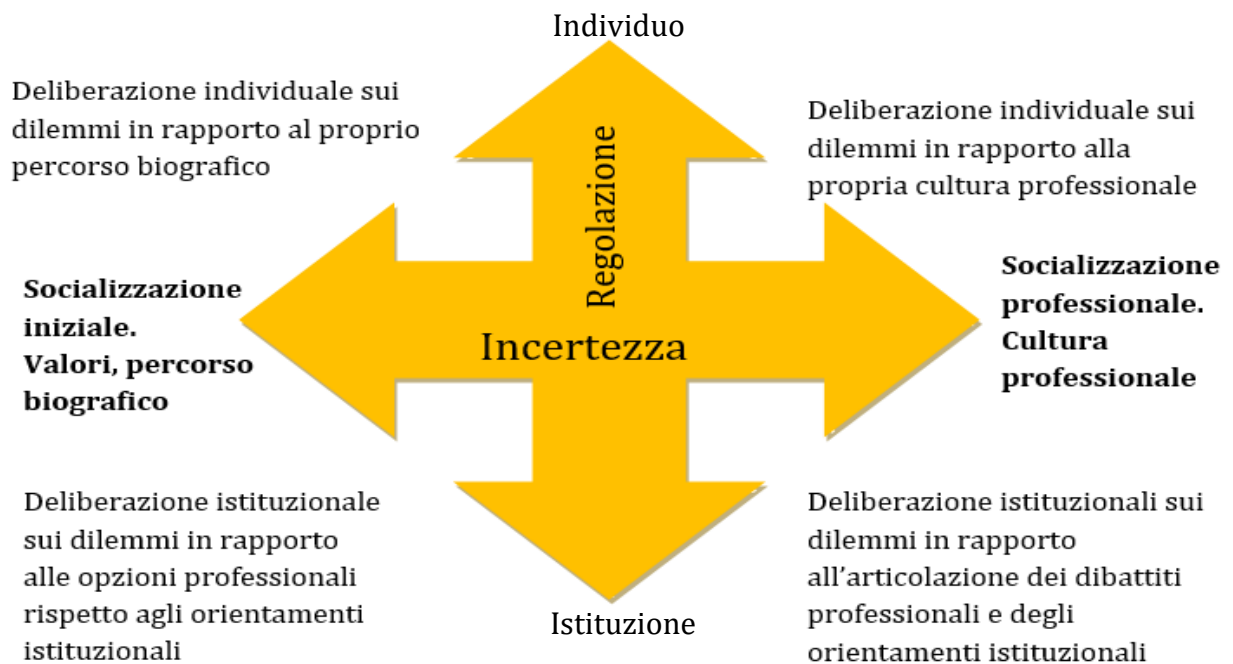 Individuo
Deliberazione individuale sui
dilemmi in rapporto al proprio
percorso biografico
Deliberazione individuale sui
dilemmi in rapporto alla
propria cultura professionale
Regolazione
Socializzazione
iniziale.
Valori, percorso
biografico
Incertezza
Socializzazione
professionale.
Cultura
professionale
Deliberazione istituzionale
sui dilemmi in rapporto
alle opzioni professionali
rispetto agli orientamenti
istituzionali
Istituzione
Deliberazione istituzionali sui
dilemmi in rapporto
all’articolazione dei dibattiti
professionali e degli
orientamenti istituzionali